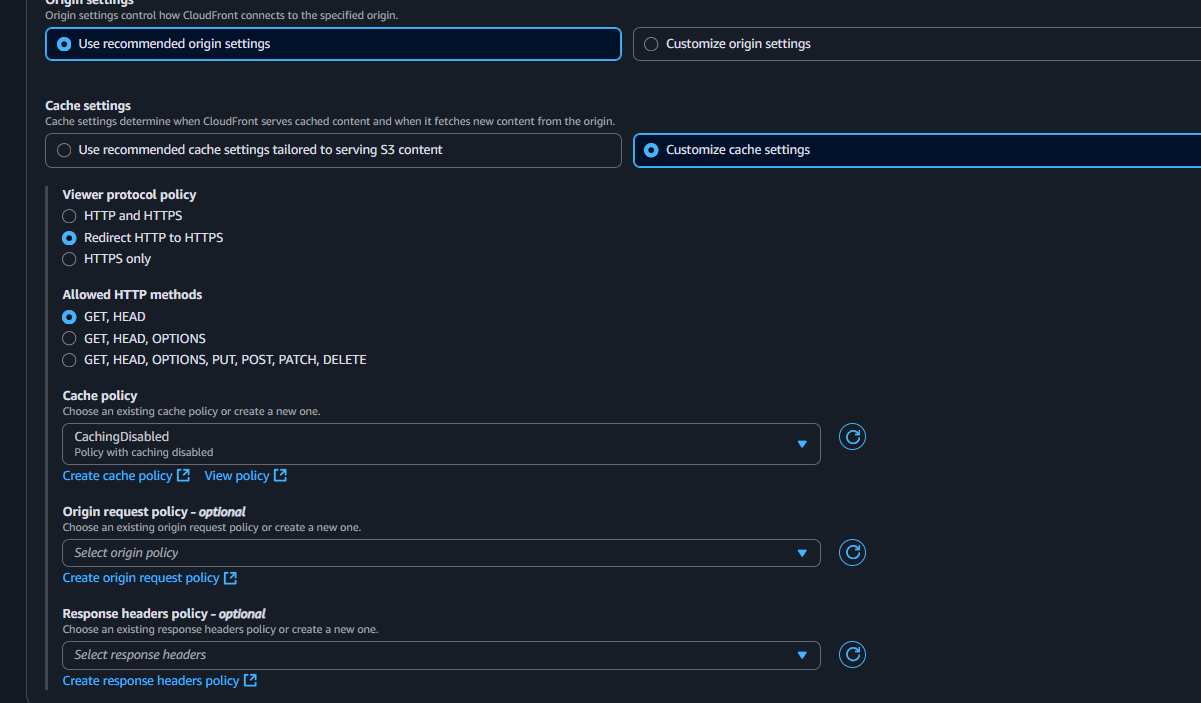 Origin settings
Origin settings control how CloudFront connects to the specified origin.
Use recommended origin settings
Customize origin settings
Cache settings
Cache settings determine when CloudFront serves cached content and when it fetches new content from the origin.
Use recommended cache settings tailored to serving S3 content
Customize cache settings
Viewer protocol policy
HTTP and HTTPS
Redirect HTTP to HTTPS
HTTPS only
Allowed HTTP methods
GET, HEAD
GET, HEAD, OPTIONS
GET, HEAD, OPTIONS, PUT, POST, PATCH, DELETE
Cache policy
Choose an existing cache policy or create a new one.
CachingDisabled
Policy with caching disabled
Create cache policy View policy
Origin request policy - optional
Choose an existing origin request policy or create a new one.
Select origin policy
Create origin request policy
Response headers policy - optional
Choose an existing response headers policy or create a new one.
Select response headers
Create response headers policy